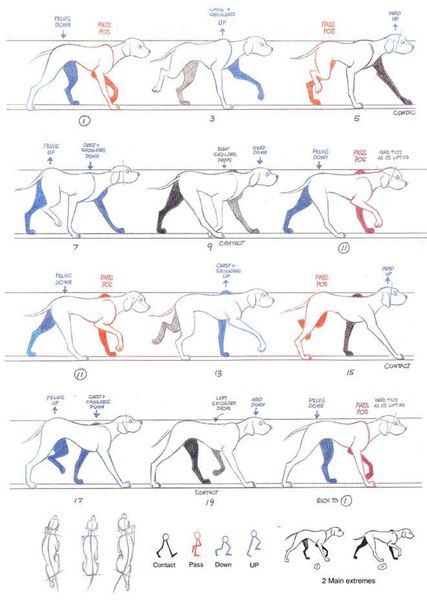 PELVIS
DOWN
PASS
POS
SHOULDERS
UP
PASS
POS
HEAD
UP
CONTAC
1
3
5
PELVIS
UP
CHEST +
SHOULDERS
DOWN
RIGHT
SHOULDER
DROPS
HEAD
DOWN
PELVIS
DOWN
PASS
POS
HEAD TILTS
AS ITS LIFTING
7
9
CONTACT
11
PELVIS
DOWN
PASS
POS
CHEST +
SHOULDERS
UP
PASS
POS
HEAD
UP
CONTACT
11
13
15
PELVIS
UP
CHEST +
SHOULDERS
DOWN
LEFT
SHOULDER
DROPS
HEAD
DOWN
PELVIS
DOWN
PASS
POS
HEAD TILTS
AS ITS LIFTING
17
CONTACT
19
BACK TO 1
Contact Pass Down UP
1
2 Main extremes